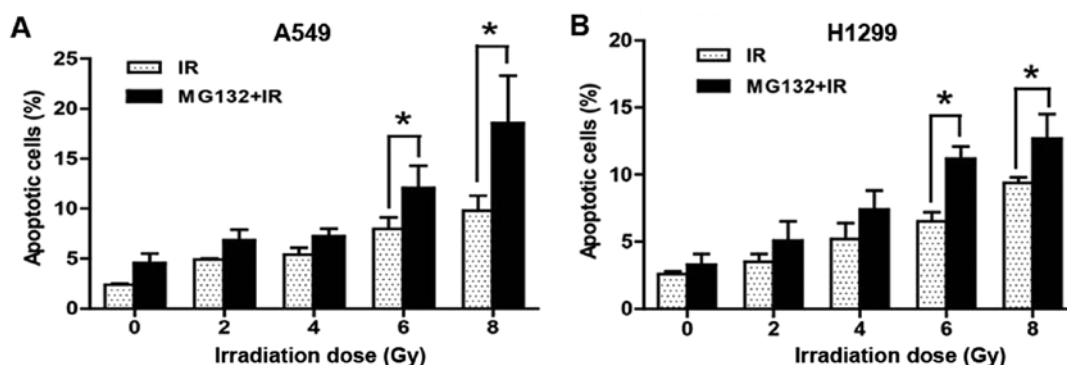 A
A549
Apoptotic cells (%)
25
20
15
10
5
0
IR
MG132+IR
*
*
0 2 4 6 8
Irradiation dose (Gy)
B
H1299
Apoptotic cells (%)
20
15
10
5
0
IR
MG132+IR
*
*
0 2 4 6 8
Irradiation dose (Gy)